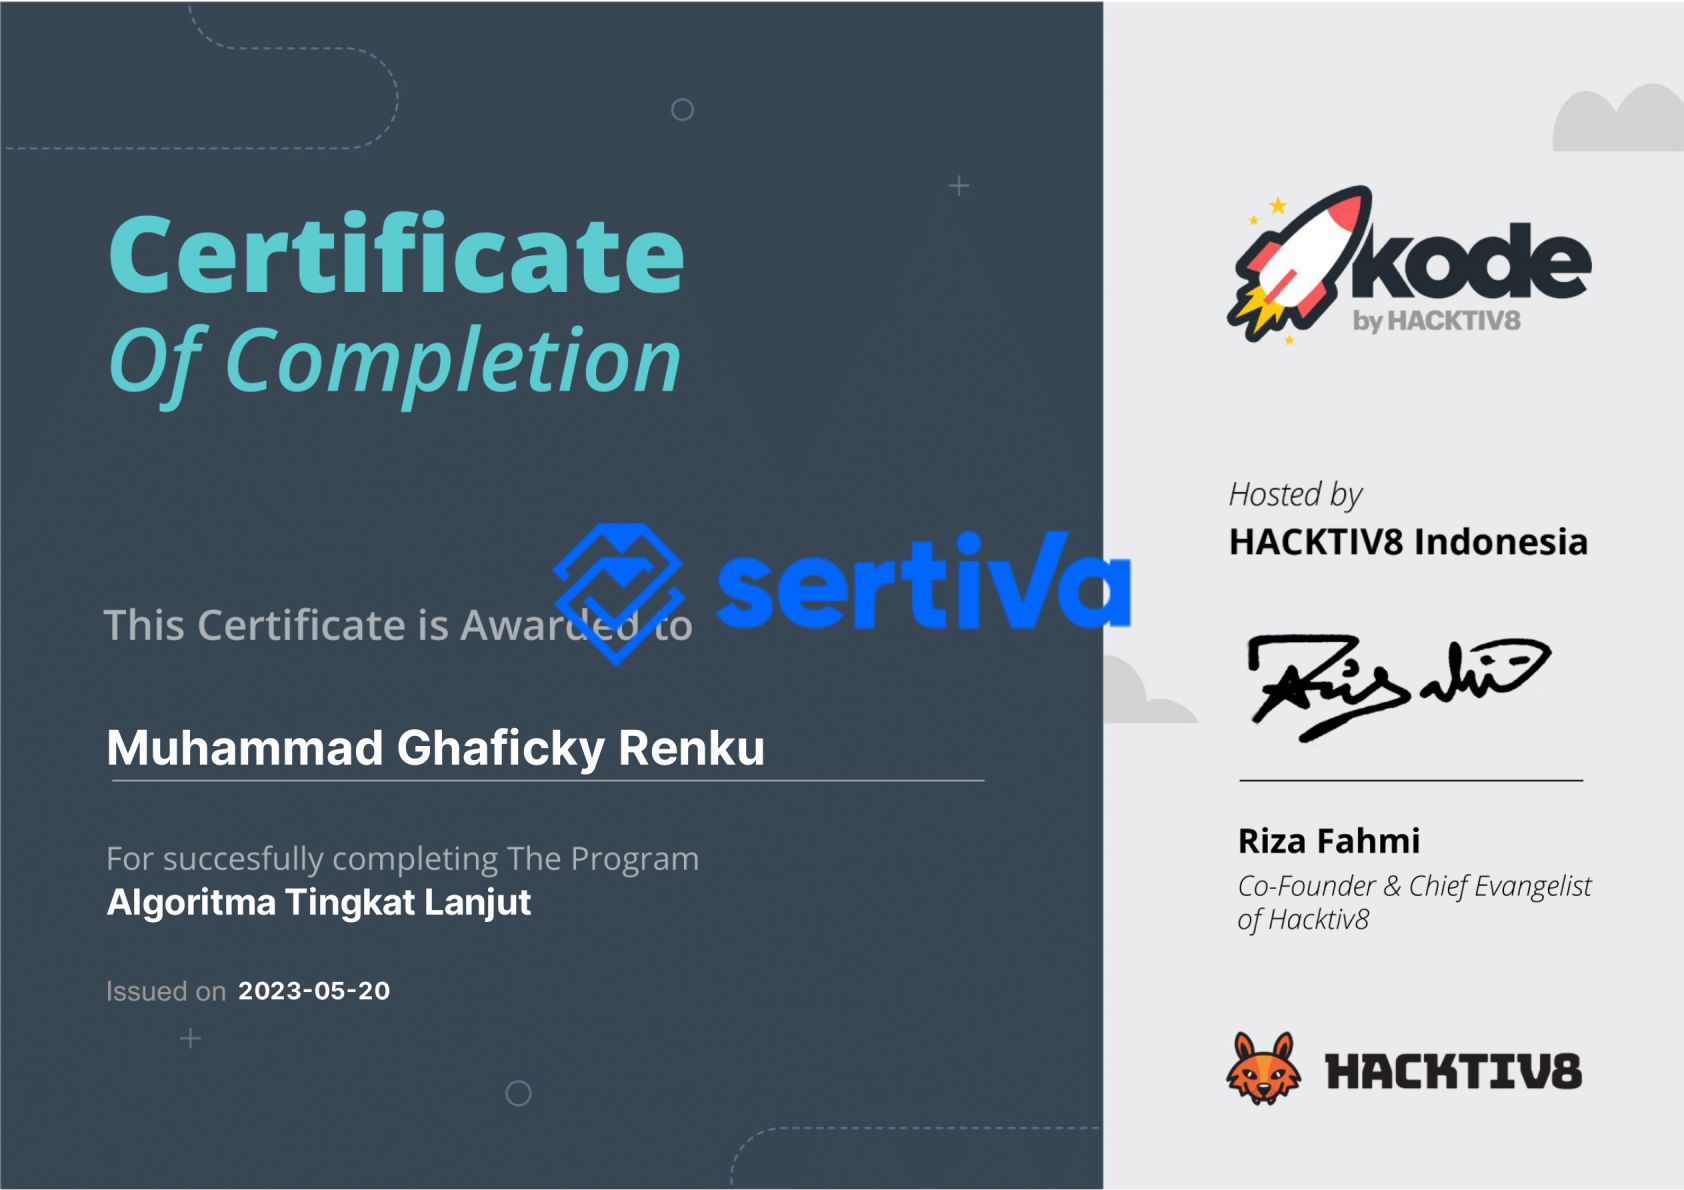 Certificate
Of Completion
sertiva
This Certificate is Awarded to
Muhammad Ghaficky Renku
For succesfully completing The Program
Algoritma Tingkat Lanjut
Issued on 2023-05-20
kode
by HACKTIV8
Hosted by
HACKTIV8 Indonesia
Riza Fahmi
Co-Founder & Chief Evangelist
of Hacktiv8
HACKTIV8